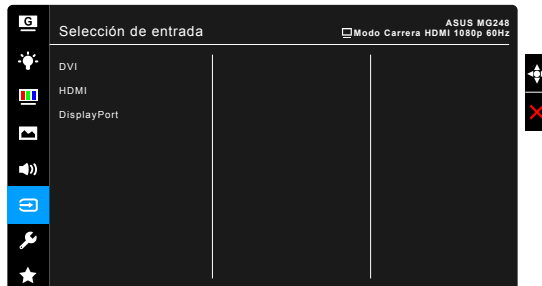 G
Selección de entrada
ASUS MG248
Modo Carrera HDMI 1080p 60Hz
DVI
HDMI
DisplayPort